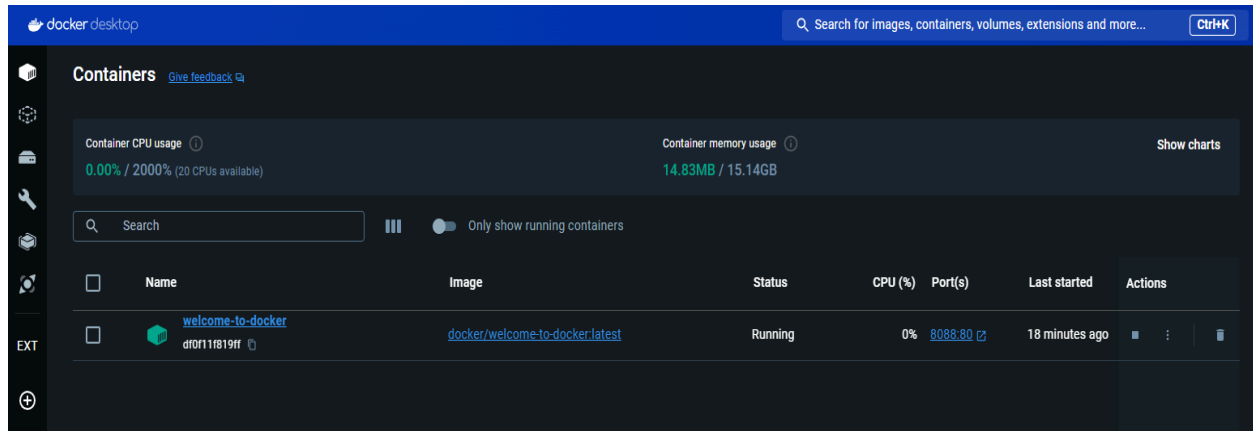 docker desktop
Search for images, containers, volumes, extensions and more... Ctrl+K
Containers Give feedback
Container CPU usage
0.00% / 2000% (20 CPUs available)
Container memory usage
14.83MB / 15.14GB
Show charts
Search
Only show running containers
Name Image Status CPU (%) Port(s) Last started Actions
welcome-to-docker
df0f11f819ff
docker/welcome-to-docker:latest Running 0% 8088:80 18 minutes ago
EXT